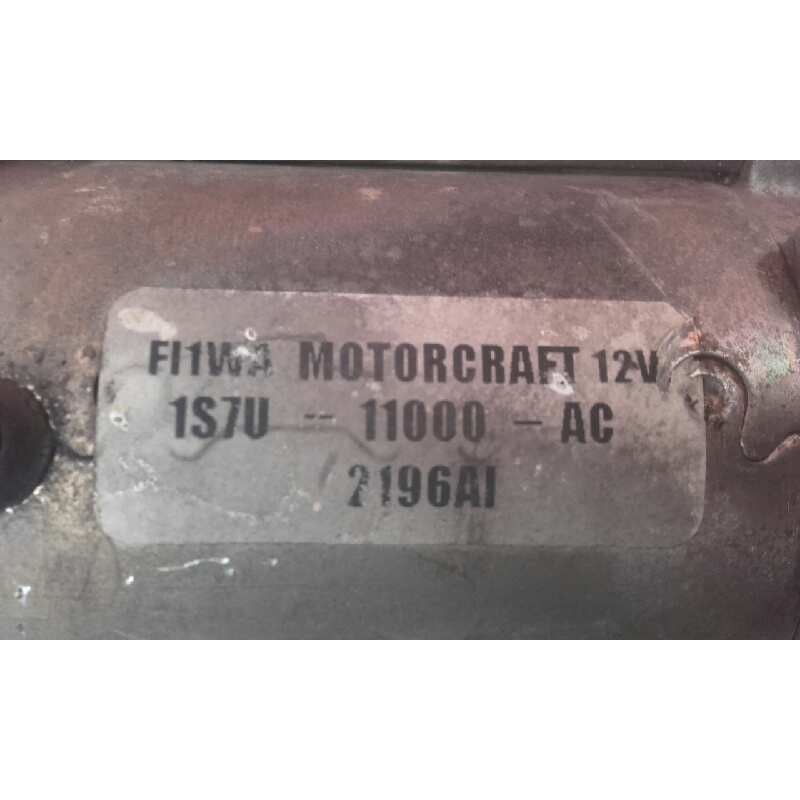 FI1WA MOTORCRAFT 12V
1S7U -- 11000 - AC
2196AI